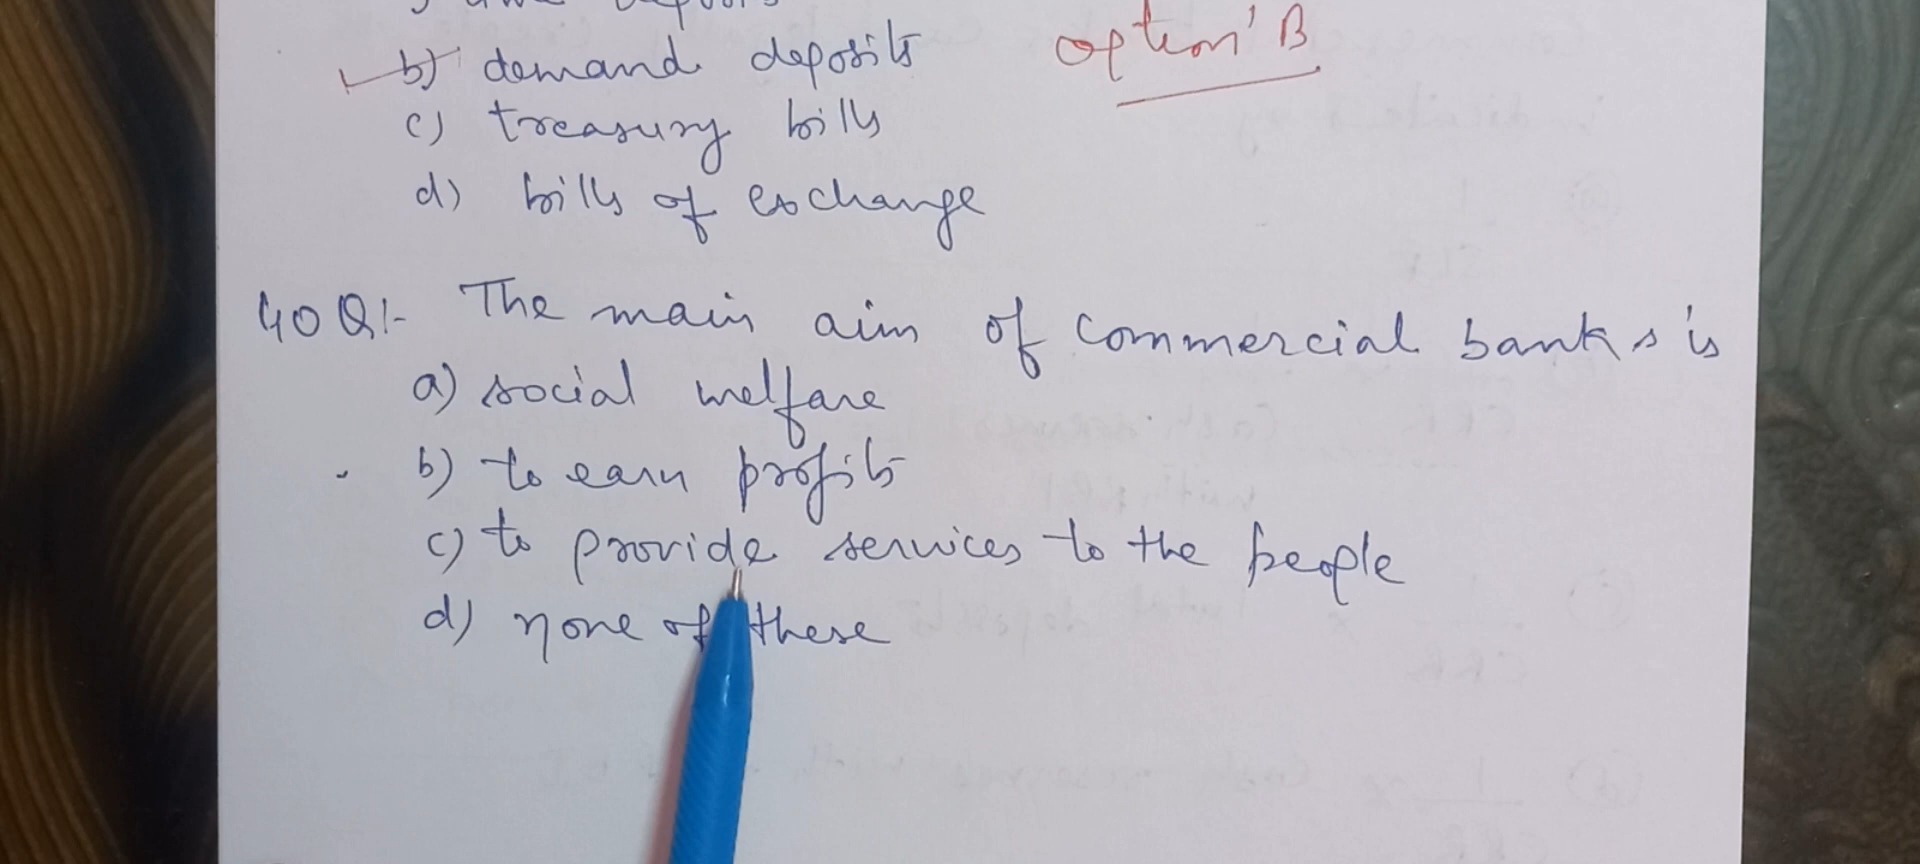 b) demand deposits
option 'B
c) treasury bills
d) bills of exchange
40 Q:- The main aim of commercial banks is
a) social welfare
b) to earn profits
c) to provide services to the people
d) none of these